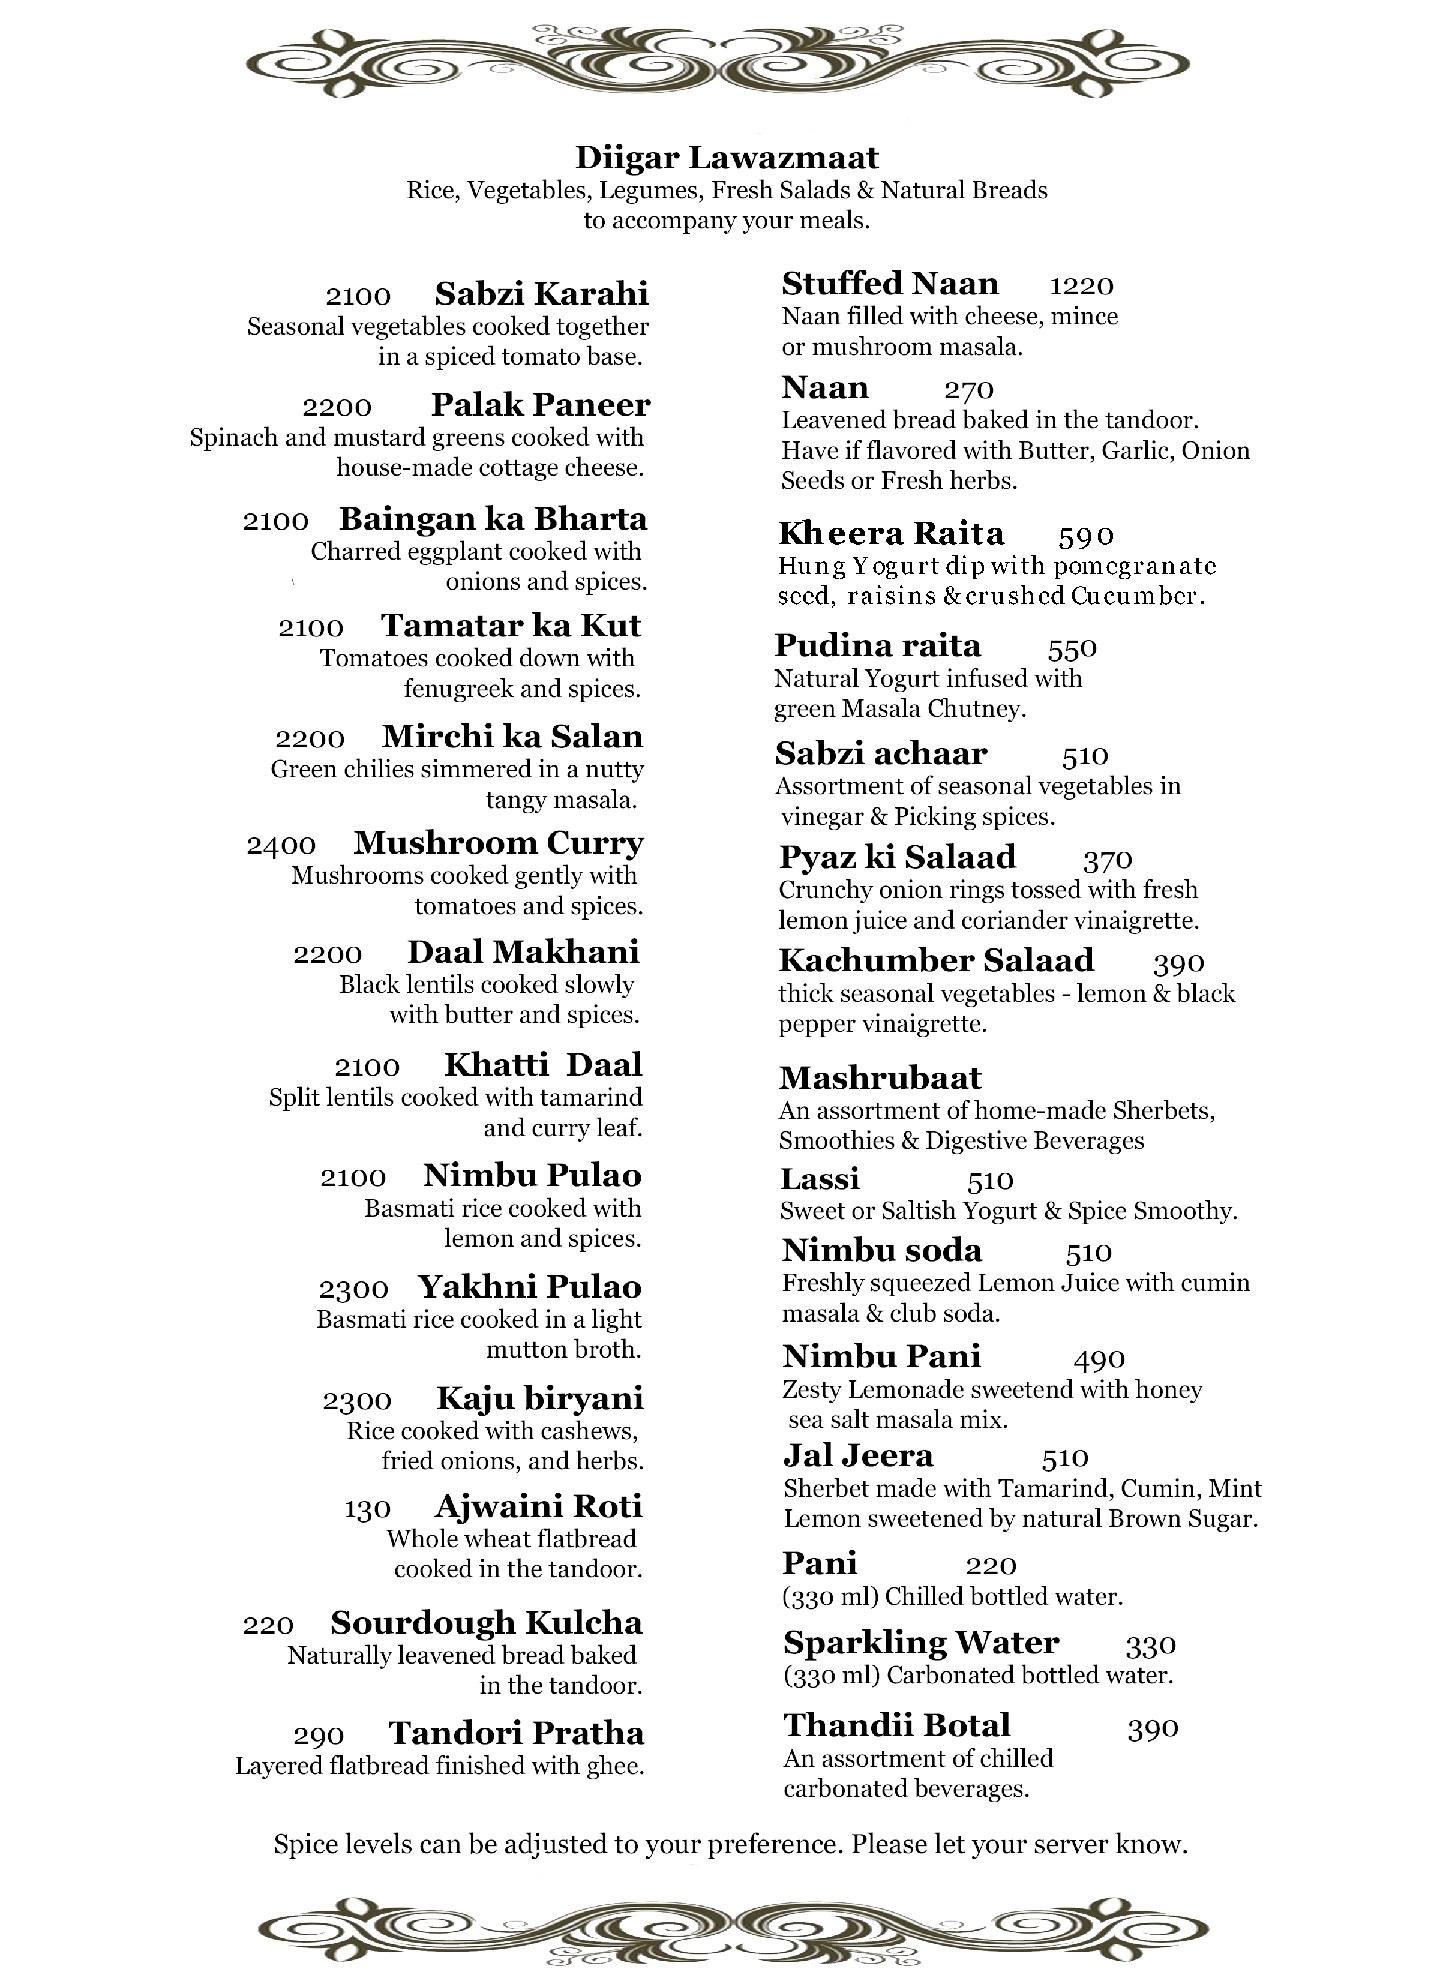 Diigar Lawazmaat
Rice, Vegetables, Legumes, Fresh Salads & Natural Breads
to accompany your meals.
2100 Sabzi Karahi
Seasonal vegetables cooked together
in a spiced tomato base.
2200 Palak Paneer
Spinach and mustard greens cooked with
house-made cottage cheese.
2100 Baingan ka Bharta
Charred eggplant cooked with
onions and spices.
2100 Tamatar ka Kut
Tomatoes cooked down with
fenugreek and spices.
2200 Mirchi ka Salan
Green chilies simmered in a nutty
tangy masala.
2400 Mushroom Curry
Mushrooms cooked gently with
tomatoes and spices.
2200 Daal Makhani
Black lentils cooked slowly
with butter and spices.
2100 Khatti Daal
Split lentils cooked with tamarind
and curry leaf.
2100 Nimbu Pulao
Basmati rice cooked with
lemon and spices.
2300 Yakhni Pulao
Basmati rice cooked in a light
mutton broth.
2300 Kaju biryani
Rice cooked with cashews,
fried onions, and herbs.
130 Ajwaini Roti
Whole wheat flatbread
cooked in the tandoor.
220 Sourdough Kulcha
Naturally leavened bread baked
in the tandoor.
290 Tandori Pratha
Layered flatbread finished with ghee.
Stuffed Naan 1220
Naan filled with cheese, mince
or mushroom masala.
Naan 270
Leavened bread baked in the tandoor.
Have if flavored with Butter, Garlic, Onion
Seeds or Fresh herbs.
Kheera Raita 590
Hung Yogurt dip with pomegranate
seed, raisins & crushed Cucumber.
Pudina raita 550
Natural Yogurt infused with
green Masala Chutney.
Sabzi achaar 510
Assortment of seasonal vegetables in
vinegar & Picking spices.
Pyaz ki Salaad 370
Crunchy onion rings tossed with fresh
lemon juice and coriander vinaigrette.
Kachumber Salaad 390
thick seasonal vegetables - lemon & black
pepper vinaigrette.
Mashrubaat
An assortment of home-made Sherbets,
Smoothies & Digestive Beverages
Lassi 510
Sweet or Saltish Yogurt & Spice Smoothy.
Nimbu soda 510
Freshly squeezed Lemon Juice with cumin
masala & club soda.
Nimbu Pani 490
Zesty Lemonade sweetend with honey
sea salt masala mix.
Jal Jeera 510
Sherbet made with Tamarind, Cumin, Mint
Lemon sweetened by natural Brown Sugar.
Pani 220
(330 ml) Chilled bottled water.
Sparkling Water 330
(330 ml) Carbonated bottled water.
Thandii Botal 390
An assortment of chilled
carbonated beverages.
Spice levels can be adjusted to your preference. Please let your server know.